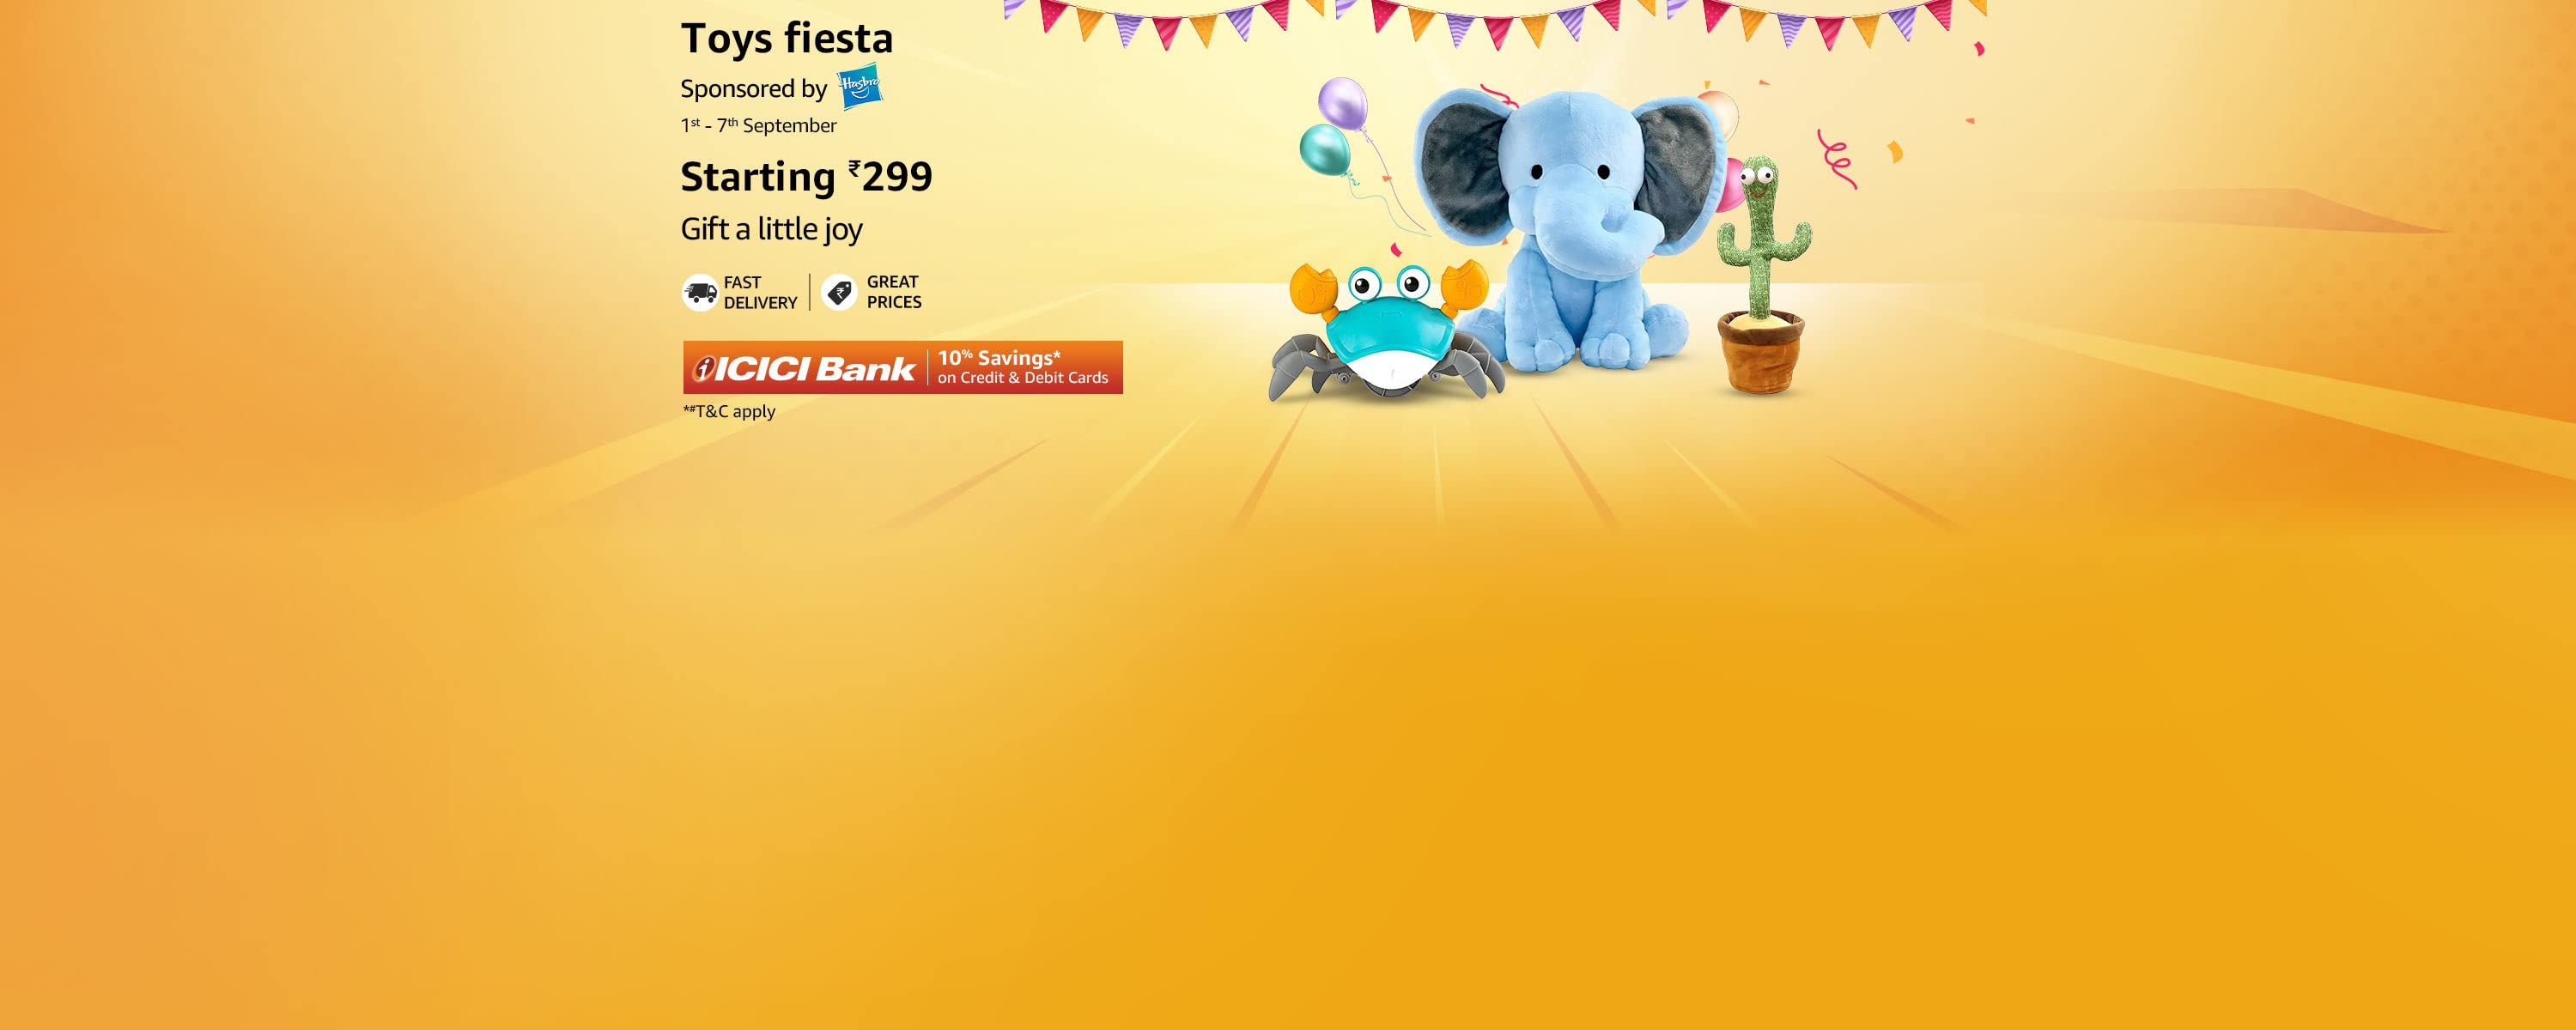 Toys fiesta
Sponsored by Hasbro
1st - 7th September
Starting ₹299
Gift a little joy
FAST
DELIVERY
GREAT
PRICES
ICICI Bank
10% Savings*
on Credit & Debit Cards
*#T&C apply